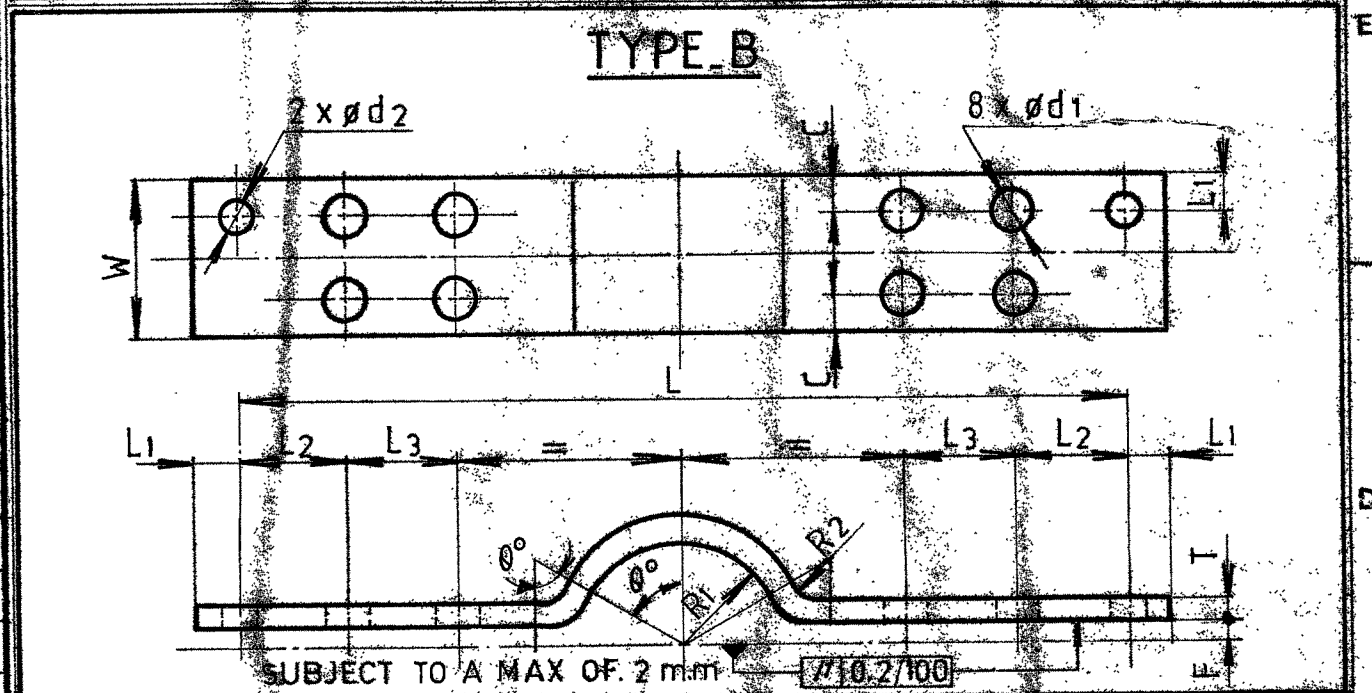 E
TYPE_B
2 x ød2
8 x ød1
C
L1
W
C
L
L1 L2 L3 = = L3 L2 L1
θ° θ° R1 R2
T
SUBJECT TO A MAX OF. 2 m.m // 0.2/100